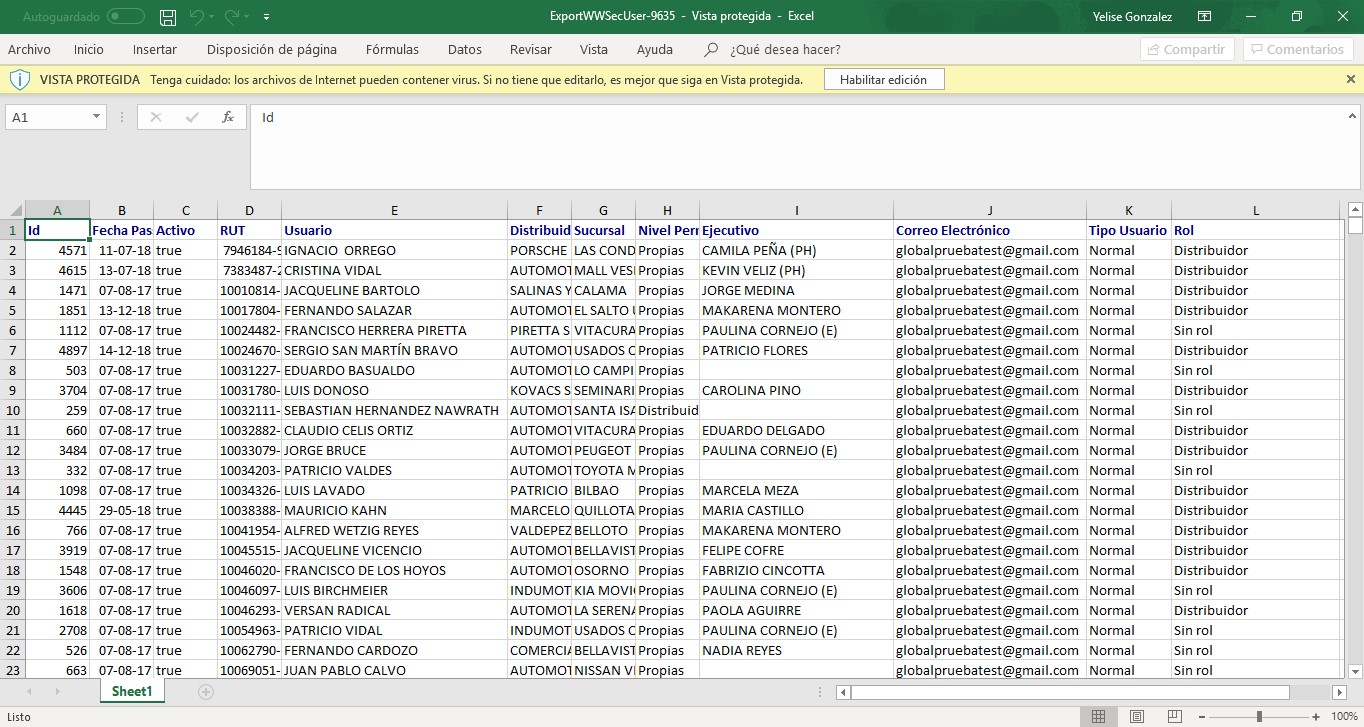 Autoguardado
ExportWWSecUser-9635 - Vista protegida - Excel
Yelise Gonzalez
Archivo Inicio Insertar Disposición de página Fórmulas Datos Revisar Vista Ayuda ¿Qué desea hacer? Compartir Comentarios
VISTA PROTEGIDA Tenga cuidado: los archivos de Internet pueden contener virus. Si no tiene que editarlo, es mejor que siga en Vista protegida. Habilitar edición
A1 fx Id
A B C D E F G H I J K L
1 Id Fecha Pas Activo RUT Usuario Distribuid Sucursal Nivel Perr Ejecutivo Correo Electrónico Tipo Usuario Rol
2 4571 11-07-18 true 7946184-9 IGNACIO ORREGO PORSCHE LAS COND Propias CAMILA PEÑA (PH) globalpruebatest@gmail.com Normal Distribuidor
3 4615 13-07-18 true 7383487-2 CRISTINA VIDAL AUTOMOT MALL VESP Propias KEVIN VELIZ (PH) globalpruebatest@gmail.com Normal Distribuidor
4 1471 07-08-17 true 10010814- JACQUELINE BARTOLO SALINAS Y CALAMA Propias JORGE MEDINA globalpruebatest@gmail.com Normal Distribuidor
5 1851 13-12-18 true 10017804- FERNANDO SALAZAR AUTOMOT EL SALTO U Propias MAKARENA MONTERO globalpruebatest@gmail.com Normal Distribuidor
6 1112 07-08-17 true 10024482- FRANCISCO HERRERA PIRETTA PIRETTA S VITACURA Propias PAULINA CORNEJO (E) globalpruebatest@gmail.com Normal Sin rol
7 4897 14-12-18 true 10024670- SERGIO SAN MARTÍN BRAVO AUTOMOT USADOS C Propias PATRICIO FLORES globalpruebatest@gmail.com Normal Distribuidor
8 503 07-08-17 true 10031227- EDUARDO BASUALDO AUTOMOT LO CAMPI Propias globalpruebatest@gmail.com Normal Sin rol
9 3704 07-08-17 true 10031780- LUIS DONOSO KOVACS S SEMINARI Propias CAROLINA PINO globalpruebatest@gmail.com Normal Distribuidor
10 259 07-08-17 true 10032111- SEBASTIAN HERNANDEZ NAWRATH AUTOMOT SANTA ISA Distribuid globalpruebatest@gmail.com Normal Sin rol
11 660 07-08-17 true 10032882- CLAUDIO CELIS ORTIZ AUTOMOT VITACURA Propias EDUARDO DELGADO globalpruebatest@gmail.com Normal Distribuidor
12 3484 07-08-17 true 10033079- JORGE BRUCE AUTOMOT PEUGEOT Propias PAULINA CORNEJO (E) globalpruebatest@gmail.com Normal Distribuidor
13 332 07-08-17 true 10034203- PATRICIO VALDES AUTOMOT TOYOTA M Propias globalpruebatest@gmail.com Normal Sin rol
14 1098 07-08-17 true 10034326- LUIS LAVADO PATRICIO BILBAO Propias MARCELA MEZA globalpruebatest@gmail.com Normal Distribuidor
15 4445 29-05-18 true 10038388- MAURICIO KAHN MARCELO QUILLOTA Propias MARIA CASTILLO globalpruebatest@gmail.com Normal Distribuidor
16 766 07-08-17 true 10041954- ALFRED WETZIG REYES VALDEPEZ BELLOTO Propias MAKARENA MONTERO globalpruebatest@gmail.com Normal Distribuidor
17 3919 07-08-17 true 10045515- JACQUELINE VICENCIO AUTOMOT BELLAVIST Propias FELIPE COFRE globalpruebatest@gmail.com Normal Distribuidor
18 1548 07-08-17 true 10046020- FRANCISCO DE LOS HOYOS AUTOMOT OSORNO Propias FABRIZIO CINCOTTA globalpruebatest@gmail.com Normal Distribuidor
19 3606 07-08-17 true 10046097- LUIS BIRCHMEIER INDUMOT KIA MOVIC Propias PAULINA CORNEJO (E) globalpruebatest@gmail.com Normal Sin rol
20 1618 07-08-17 true 10046293- VERSAN RADICAL AUTOMOT LA SERENA Propias PAOLA AGUIRRE globalpruebatest@gmail.com Normal Distribuidor
21 2708 07-08-17 true 10054963- PATRICIO VIDAL INDUMOT USADOS C Propias PAULINA CORNEJO (E) globalpruebatest@gmail.com Normal Sin rol
22 526 07-08-17 true 10062790- FERNANDO CARDOZO COMERCIA BELLAVIST Propias NADIA REYES globalpruebatest@gmail.com Normal Sin rol
23 663 07-08-17 true 10069051- JUAN PABLO CALVO AUTOMOT NISSAN VI Propias globalpruebatest@gmail.com Normal Sin rol
Sheet1
Listo
100%